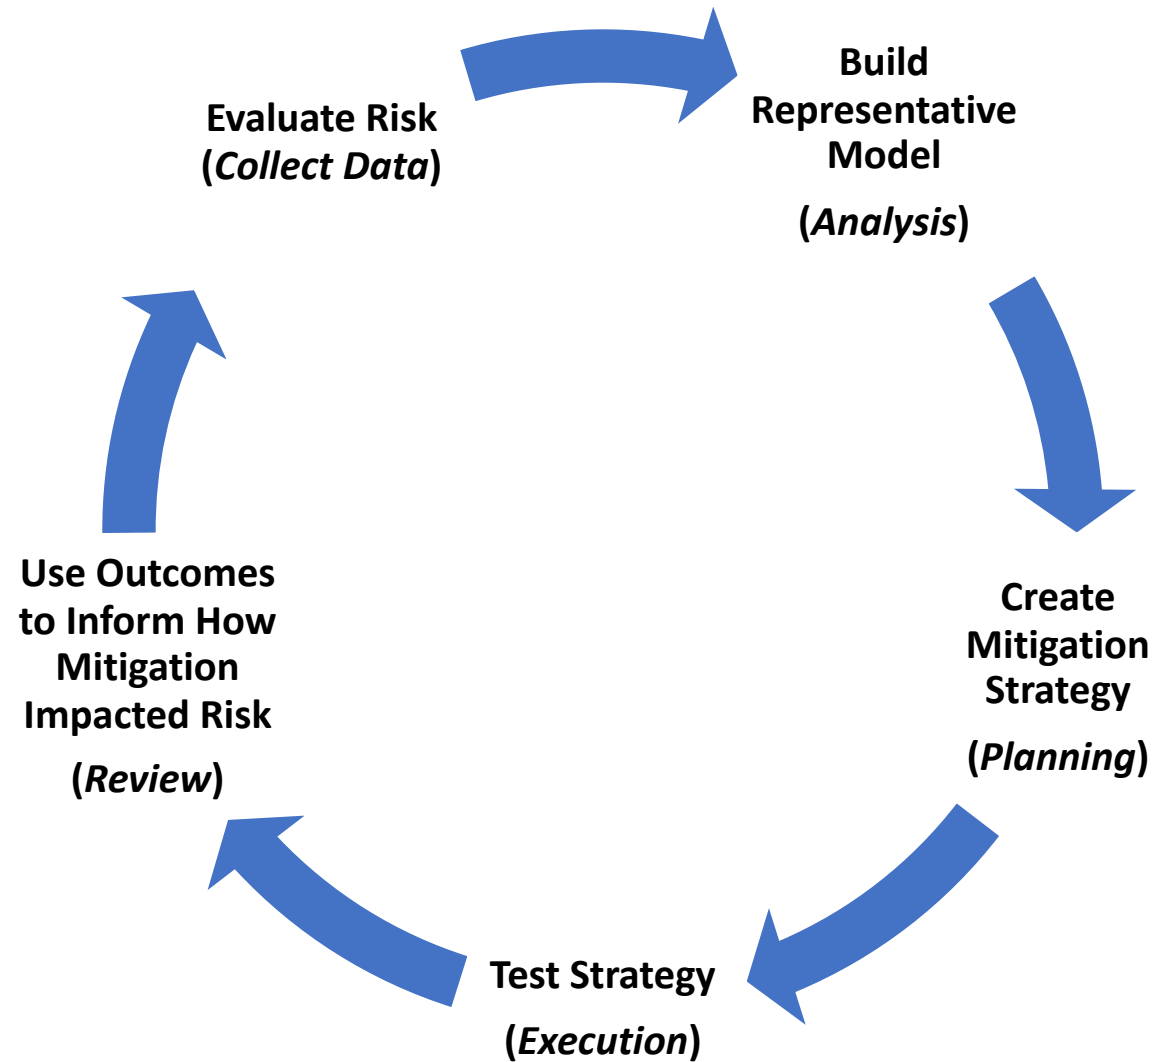 Evaluate Risk
(Collect Data)
Build
Representative
Model
(Analysis)
Create
Mitigation
Strategy
(Planning)
Test Strategy
(Execution)
Use Outcomes
to Inform How
Mitigation
Impacted Risk
(Review)